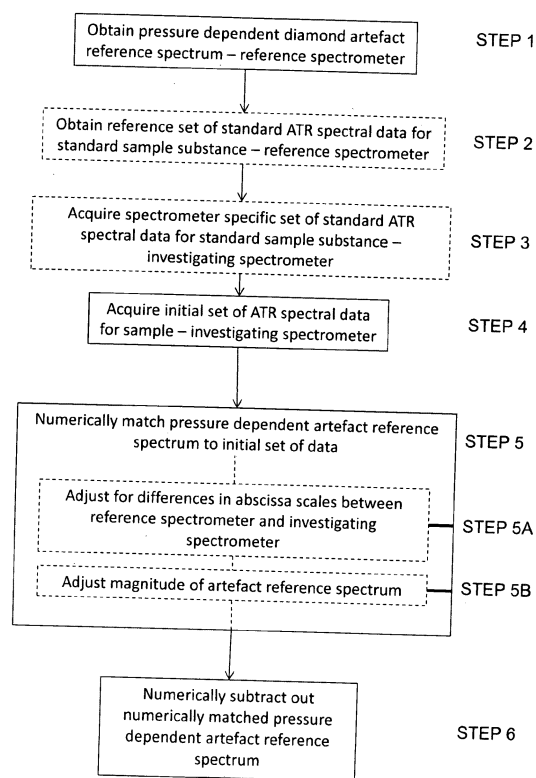 Obtain pressure dependent diamond artefact
reference spectrum – reference spectrometer
STEP 1
Obtain reference set of standard ATR spectral data for
standard sample substance – reference spectrometer
STEP 2
Acquire spectrometer specific set of standard ATR
spectral data for standard sample substance –
investigating spectrometer
STEP 3
Acquire initial set of ATR spectral data
for sample – investigating spectrometer
STEP 4
Numerically match pressure dependent artefact reference
spectrum to initial set of data
STEP 5
Adjust for differences in abscissa scales between
reference spectrometer and investigating
spectrometer
STEP 5A
Adjust magnitude of artefact reference spectrum
STEP 5B
Numerically subtract out
numerically matched pressure
dependent artefact reference
spectrum
STEP 6